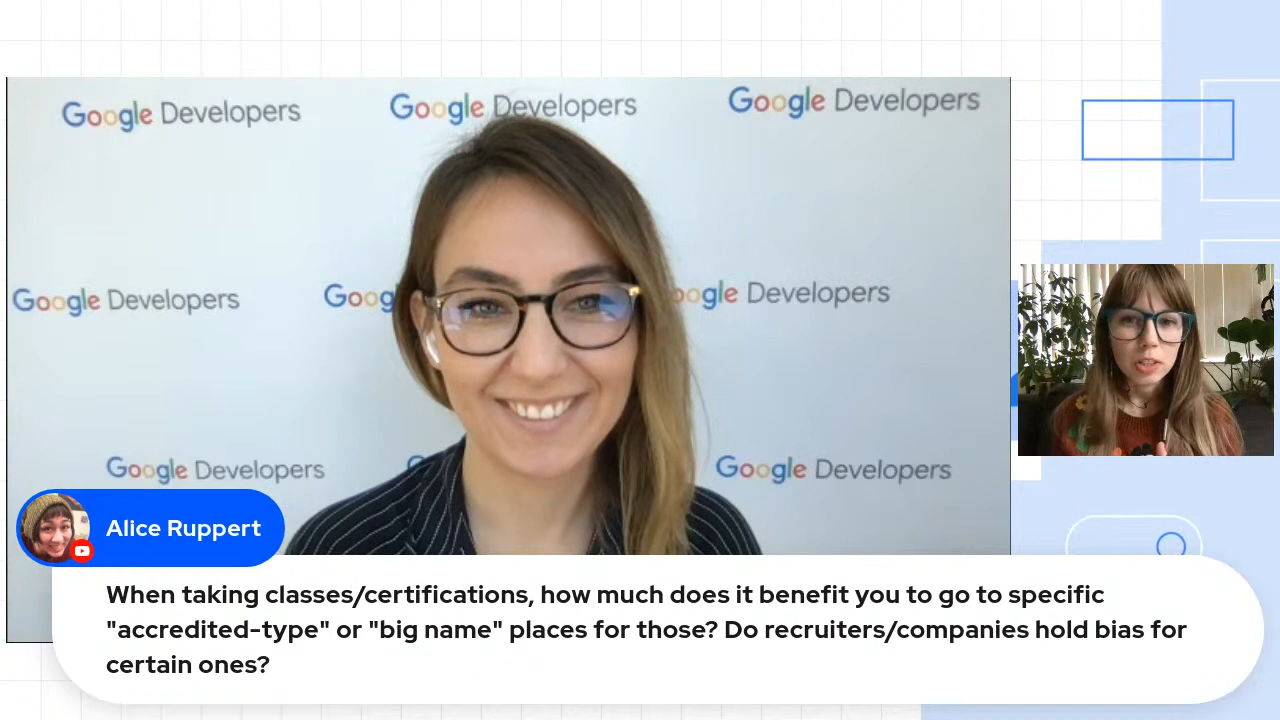 Google Developers
Google Developers
Google Developers
Google Developers
Goog
oogle Developers
Google Developers
G
Google Developers
Alice Ruppert
When taking classes/certifications, how much does it benefit you to go to specific
"accredited-type" or "big name" places for those? Do recruiters/companies hold bias for
certain ones?